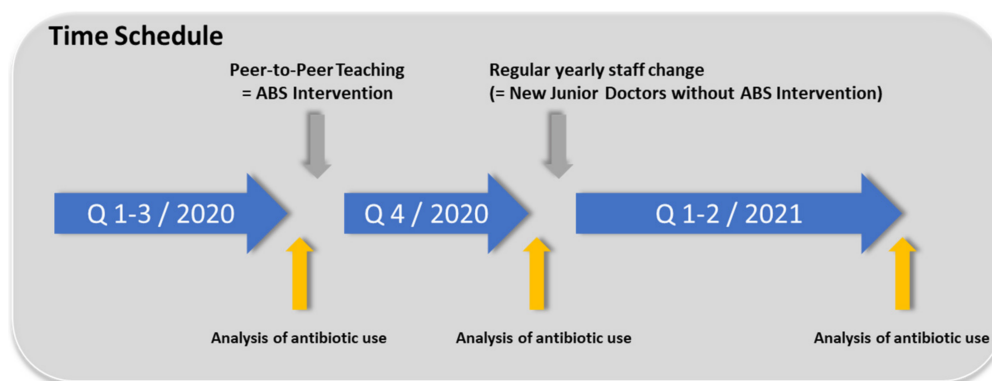 Time Schedule
Peer-to-Peer Teaching
= ABS Intervention
Regular yearly staff change
(= New Junior Doctors without ABS Intervention)
Q 1-3 / 2020
Q 4 / 2020
Q 1-2 / 2021
Analysis of antibiotic use
Analysis of antibiotic use
Analysis of antibiotic use